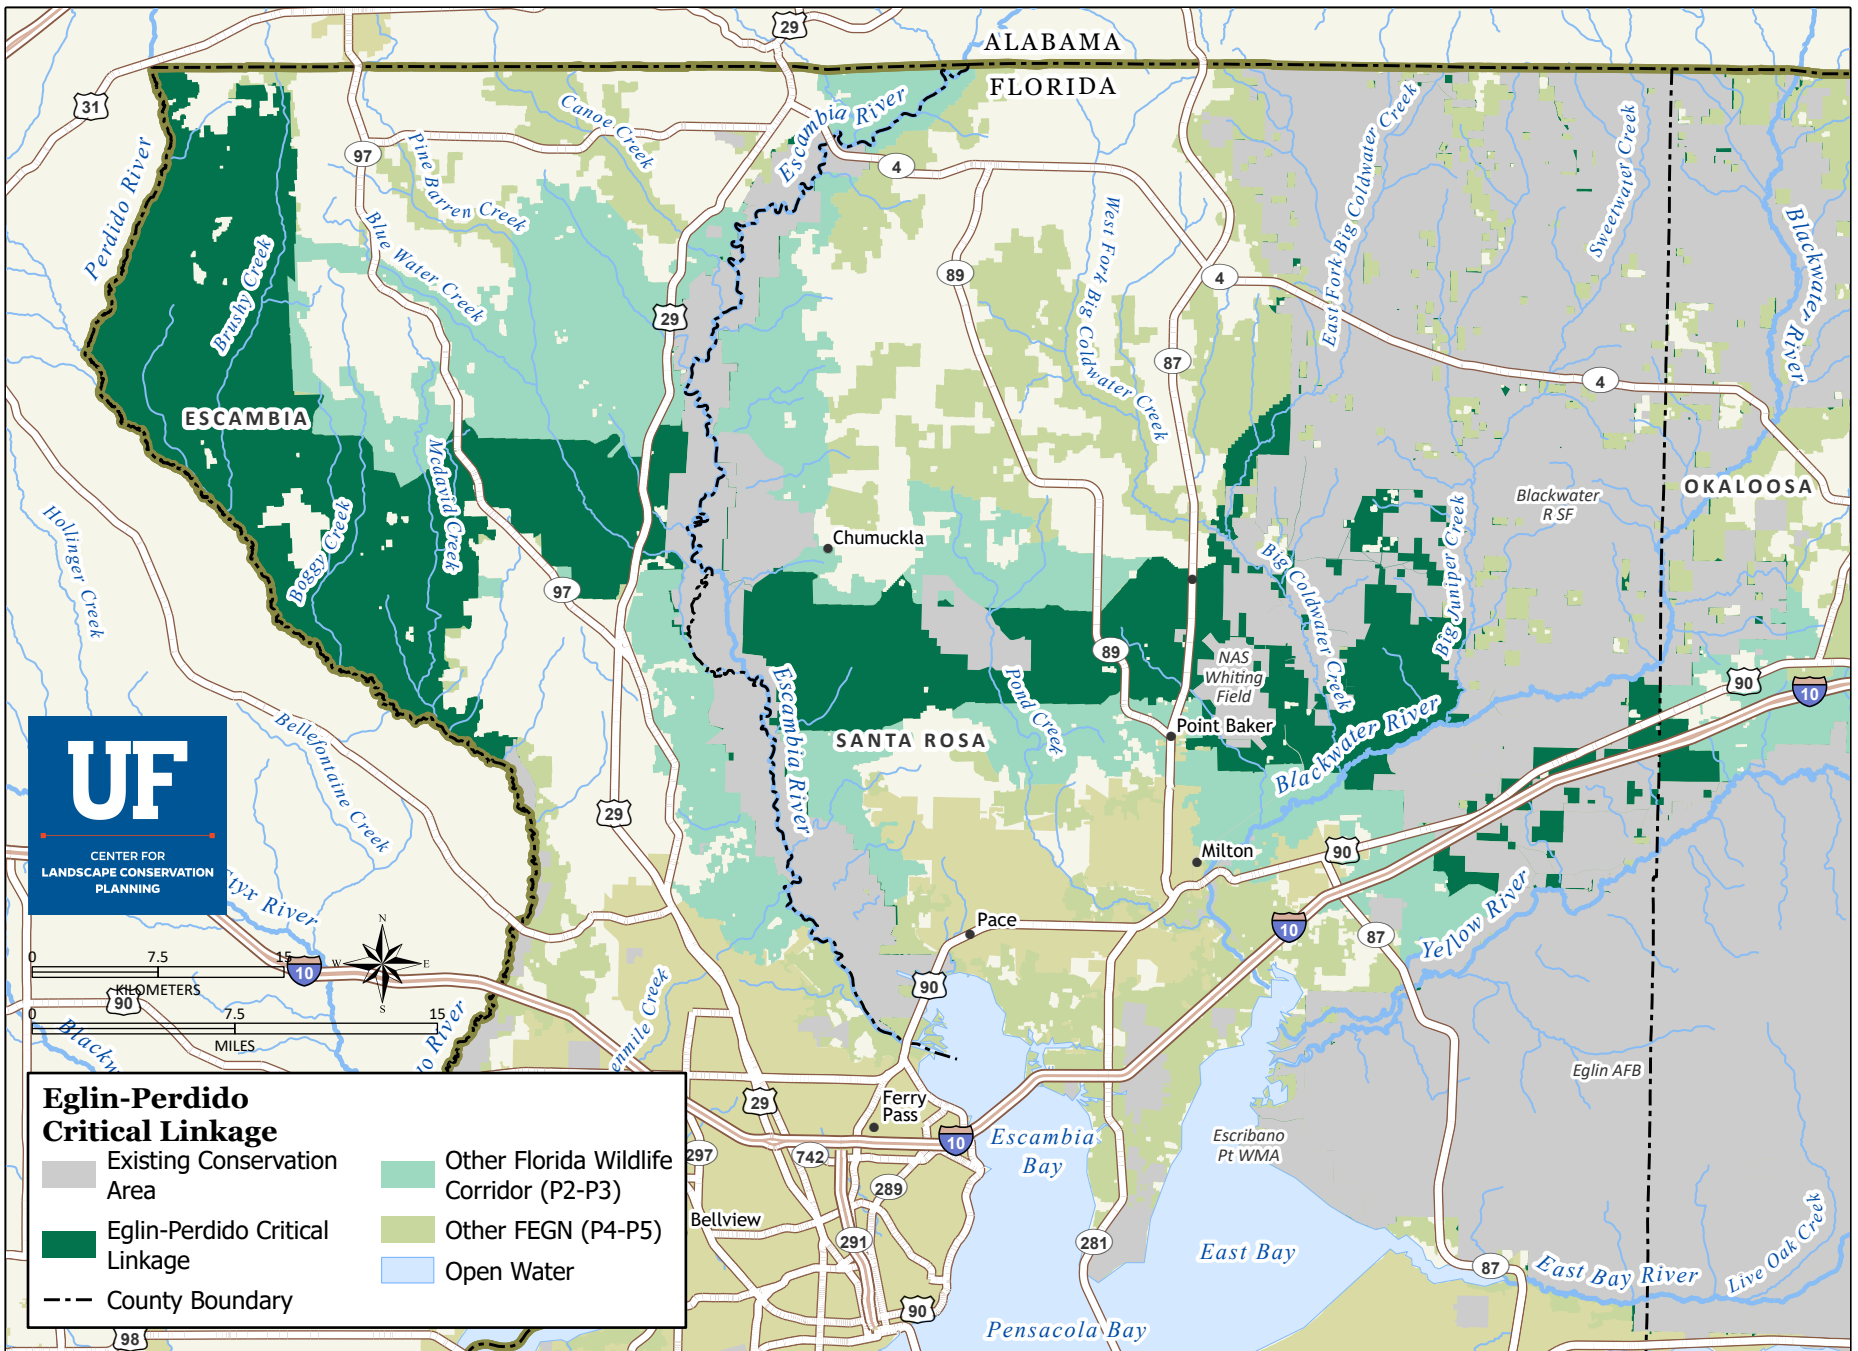 29
ALABAMA
FLORIDA
31
Canoe Creek
Escambia River
97
4
Pine Barren Creek
Perdido River
East Fork Big Coldwater Creek
Sweetwater Creek
Blackwater River
Blue Water Creek
West Fork Big Coldwater Creek
Brushy Creek
89
4
29
87
4
ESCAMBIA
Mcdavid Creek
OKALOOSA
Blackwater
R SF
Hollinger Creek
Boggy Creek
Chumuckla
Big Coldwater Creek
Big Juniper Creek
97
89
NAS
Whiting
Field
Escambia River
Pond Creek
90
10
Point Baker
SANTA ROSA
Blackwater River
Bellefontaine Creek
UF
CENTER FOR
LANDSCAPE CONSERVATION
PLANNING
29
Milton
90
Styx River
Yellow River
Pace
10
87
N
W
E
S
0
7.5
15
KILOMETERS
10
90
90
0
7.5
15
MILES
Blackw
do River
enmile Creek
Eglin AFB
Eglin-Perdido
Critical Linkage
Existing Conservation
Area
Eglin-Perdido Critical
Linkage
County Boundary
Other Florida Wildlife
Corridor (P2-P3)
Other FEGN (P4-P5)
Open Water
29
Ferry
Pass
10
Escambia
Bay
Escribano
Pt WMA
297
742
289
Bellview
291
281
East Bay
87
East Bay River
Live Oak Creek
90
98
Pensacola Bay